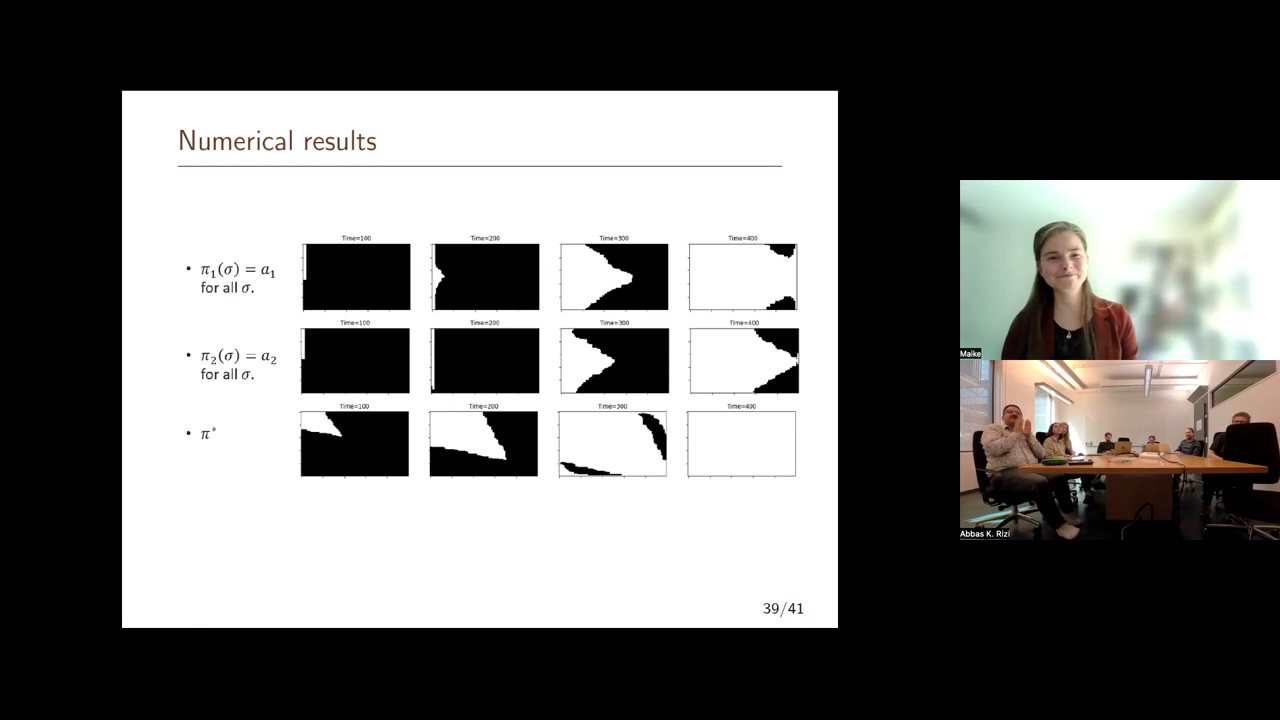 Numerical results
Time=100 Time=200 Time=300 Time=400
• π₁(σ) = a₁
for all σ.
Time=100 Time=200 Time=300 Time=400
• π₂(σ) = a₂
for all σ.
Time=100 Time=200 Time=300 Time=400
• π*
39/41
Maike
Abbas K. Rizi